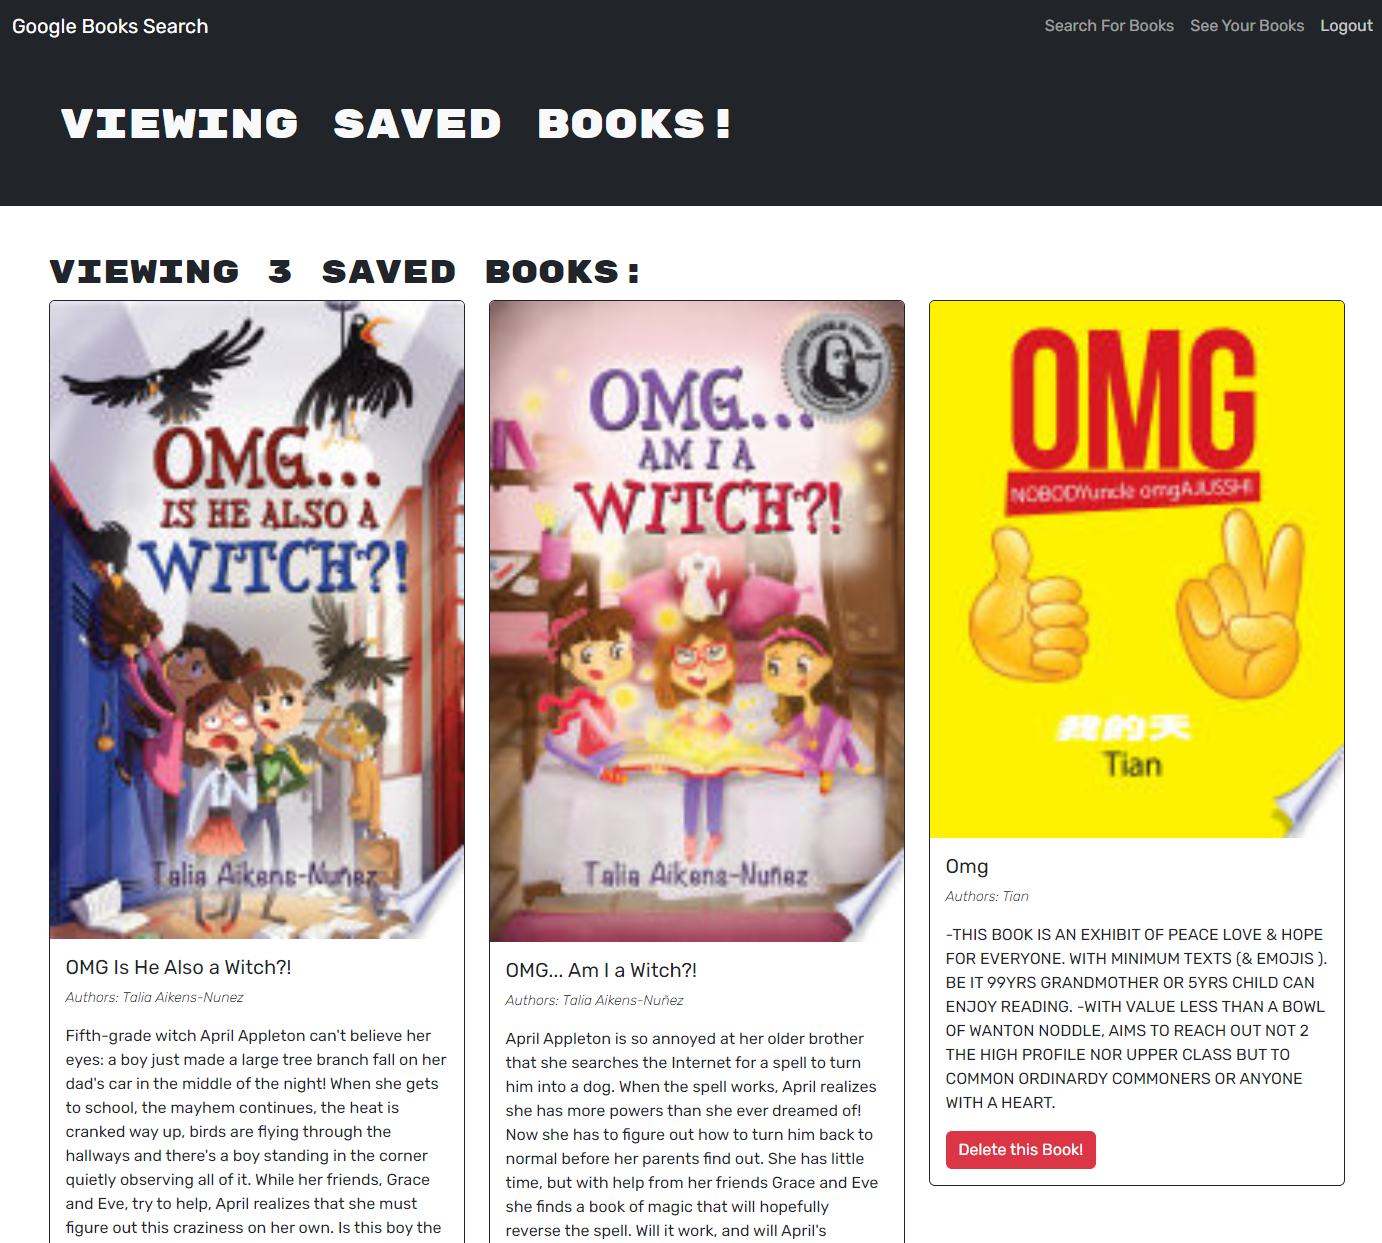 Google Books Search
Search For Books See Your Books Logout
VIEWING SAVED BOOKS!
VIEWING 3 SAVED BOOKS:
OMG...
IS HE ALSO A
WITCH?!
Talia Aikens-Nuñez
OMG Is He Also a Witch?!
Authors: Talia Aikens-Nunez
Fifth-grade witch April Appleton can't believe her
eyes: a boy just made a large tree branch fall on her
dad's car in the middle of the night! When she gets
to school, the mayhem continues, the heat is
cranked way up, birds are flying through the
hallways and there's a boy standing in the corner
quietly observing all of it. While her friends, Grace
and Eve, try to help, April realizes that she must
figure out this craziness on her own. Is this boy the
OMG...
AM I A
WITCH?!
Talia Aikens-Nuñez
OMG... Am I a Witch?!
Authors: Talia Aikens-Nuñez
April Appleton is so annoyed at her older brother
that she searches the Internet for a spell to turn
him into a dog. When the spell works, April realizes
she has more powers than she ever dreamed of!
Now she has to figure out how to turn him back to
normal before her parents find out. She has little
time, but with help from her friends Grace and Eve
she finds a book of magic that will hopefully
reverse the spell. Will it work, and will April's
OMG
NOBODYuncle omgAJUSSHI
我的天
Tian
Omg
Authors: Tian
-THIS BOOK IS AN EXHIBIT OF PEACE LOVE & HOPE
FOR EVERYONE. WITH MINIMUM TEXTS (& EMOJIS ).
BE IT 99YRS GRANDMOTHER OR 5YRS CHILD CAN
ENJOY READING. -WITH VALUE LESS THAN A BOWL
OF WANTON NODDLE, AIMS TO REACH OUT NOT 2
THE HIGH PROFILE NOR UPPER CLASS BUT TO
COMMON ORDINARDY COMMONERS OR ANYONE
WITH A HEART.
Delete this Book!